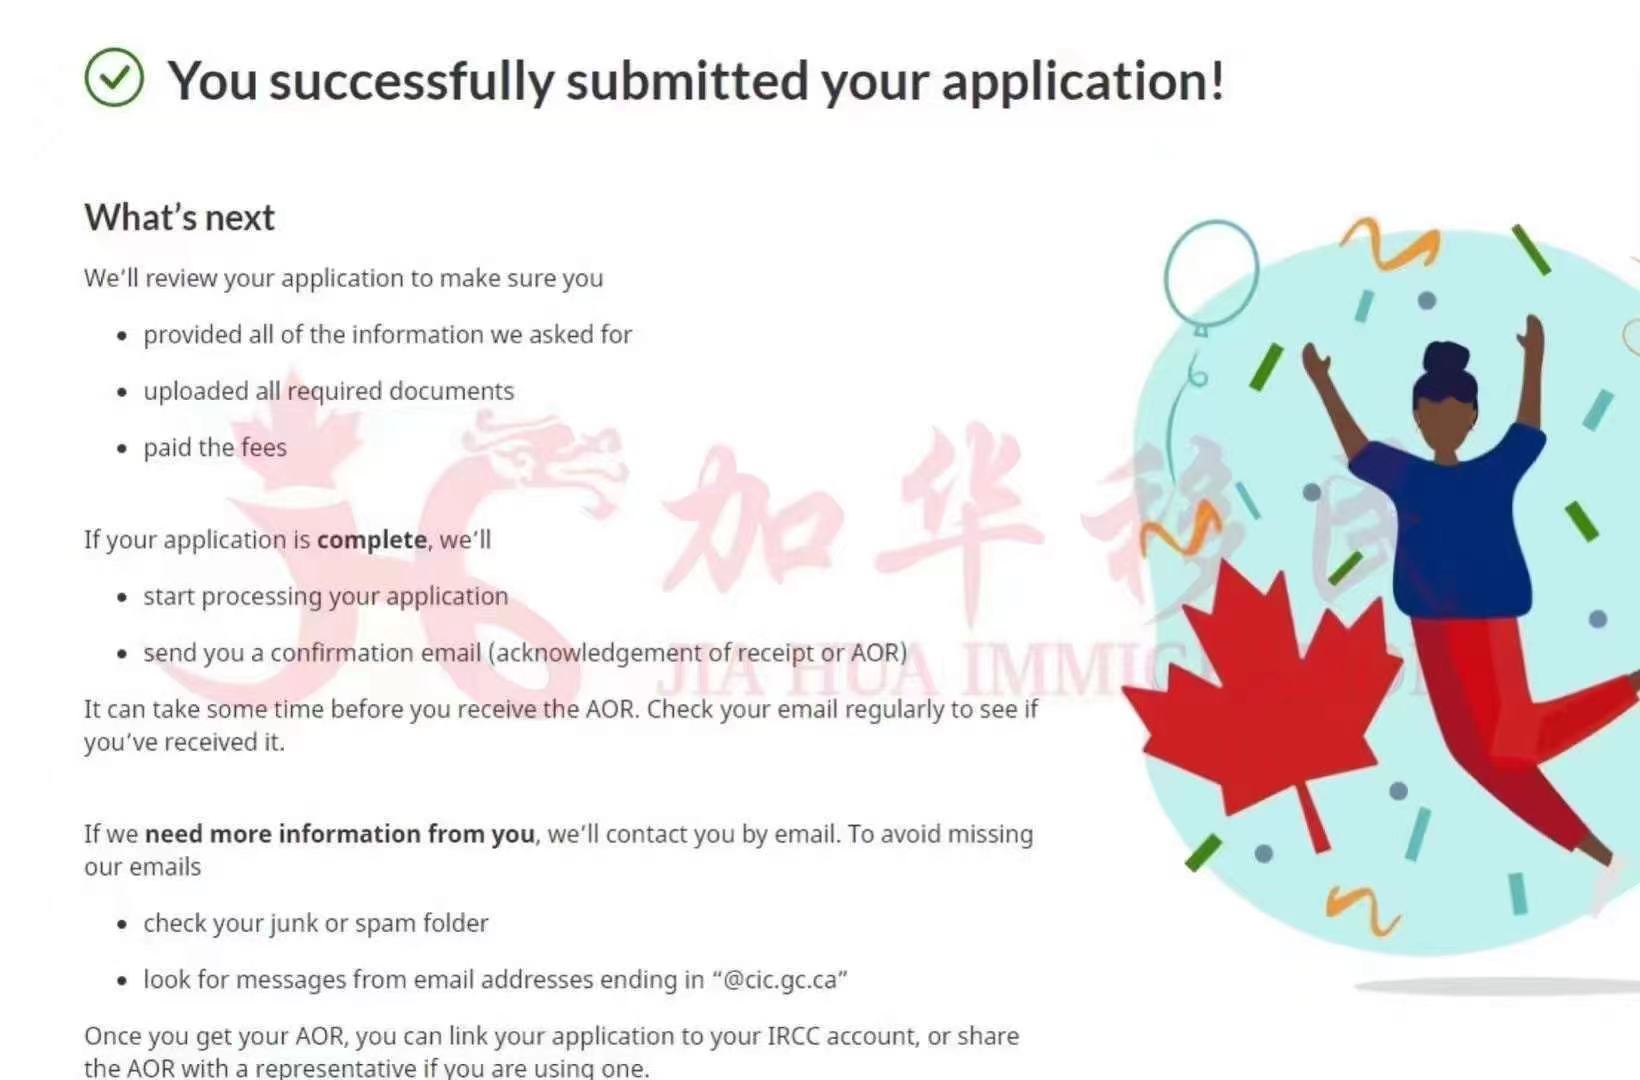 You successfully submitted your application!
What’s next
We’ll review your application to make sure you
• provided all of the information we asked for
• uploaded all required documents
• paid the fees
If your application is complete, we’ll
• start processing your application
• send you a confirmation email (acknowledgement of receipt or AOR)
It can take some time before you receive the AOR. Check your email regularly to see if
you’ve received it.
If we need more information from you, we’ll contact you by email. To avoid missing
our emails
• check your junk or spam folder
• look for messages from email addresses ending in “@cic.gc.ca”
Once you get your AOR, you can link your application to your IRCC account, or share
the AOR with a representative if you are using one.
加华移民
JIA HUA